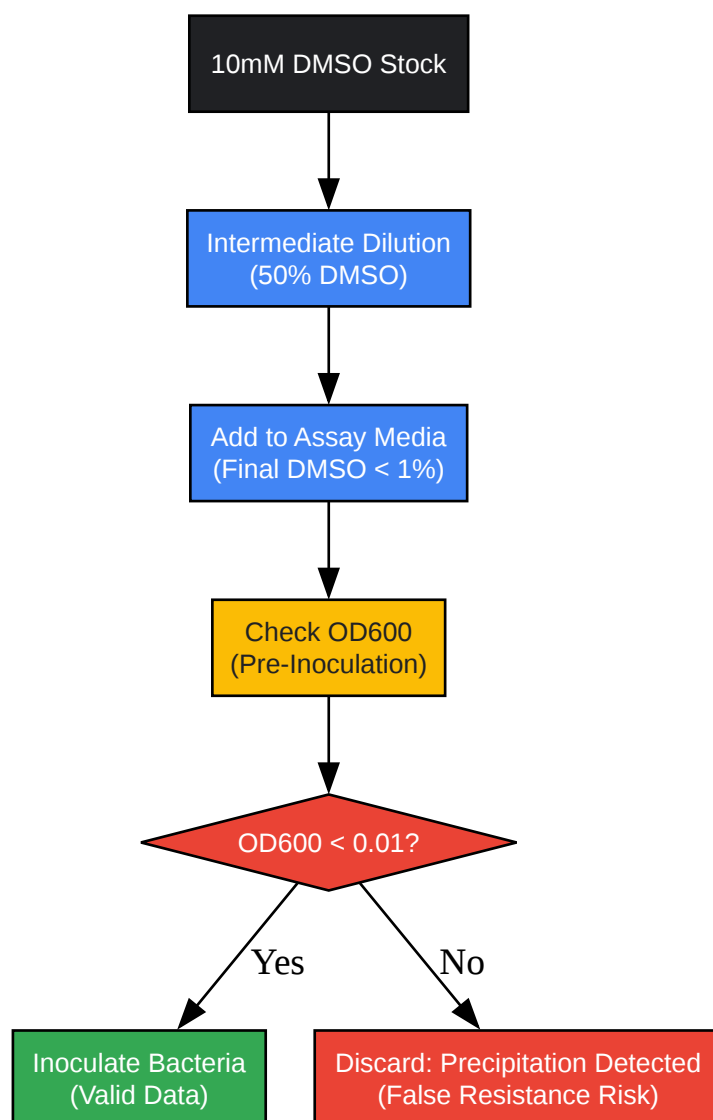 10mM DMSO Stock
Intermediate Dilution
(50% DMSO)
Add to Assay Media
(Final DMSO < 1%)
Check OD600
(Pre-Inoculation)
OD600 < 0.01?
Yes
No
Inoculate Bacteria
(Valid Data)
Discard: Precipitation Detected
(False Resistance Risk)